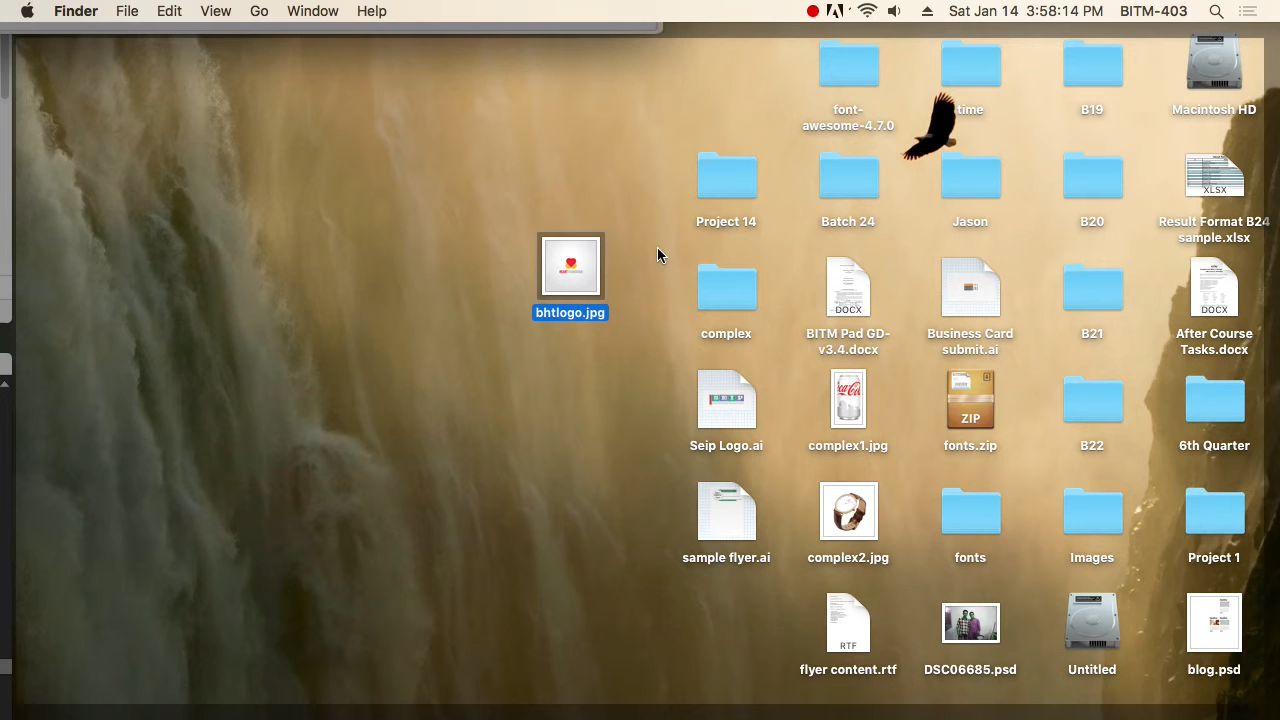 Finder File Edit View Go Window Help Sat Jan 14 3:58:14 PM BITM-403
font-
awesome-4.7.0
time
B19
Macintosh HD
Project 14
Batch 24
Jason
B20
XLSX
Result Format B24
sample.xlsx
bhtlogo.jpg
complex
DOCX
BITM Pad GD-
v3.4.docx
Business Card
submit.ai
B21
DOCX
After Course
Tasks.docx
Seip Logo.ai
complex1.jpg
ZIP
fonts.zip
B22
6th Quarter
sample flyer.ai
complex2.jpg
fonts
Images
Project 1
RTF
flyer content.rtf
DSC06685.psd
Untitled
blog.psd